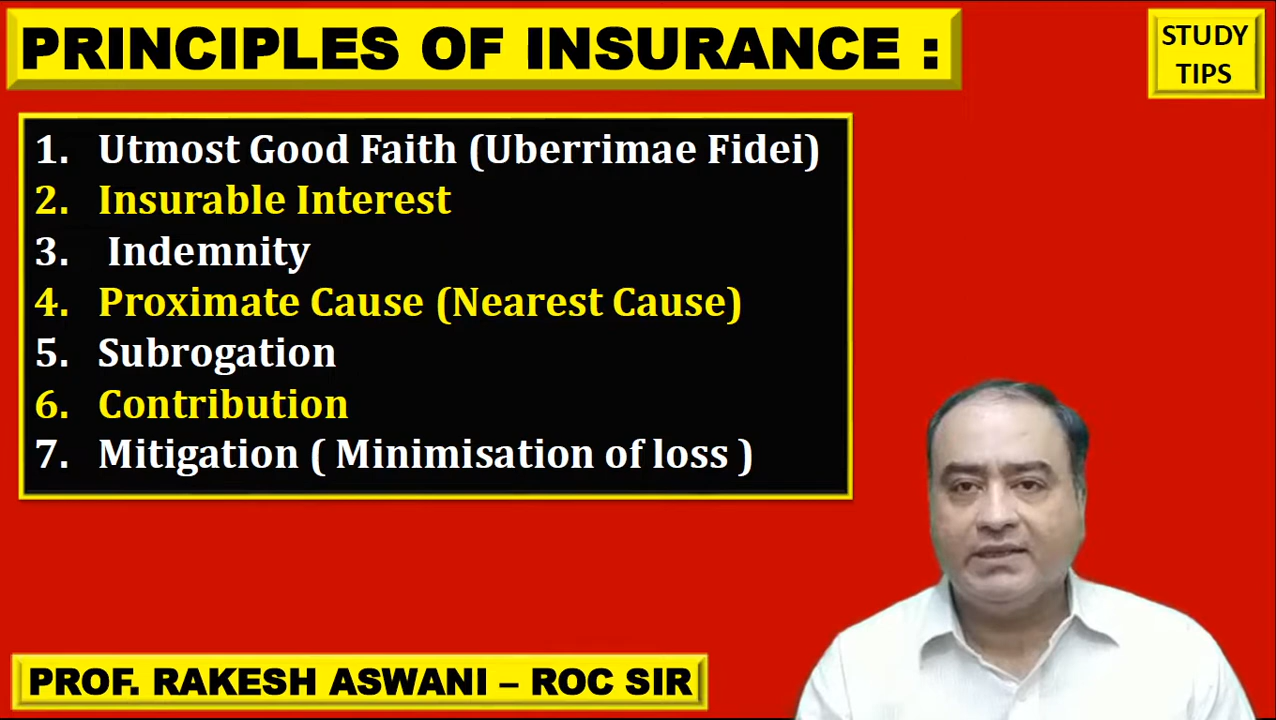 PRINCIPLES OF INSURANCE :
STUDY
TIPS
1. Utmost Good Faith (Uberrimae Fidei)
2. Insurable Interest
3. Indemnity
4. Proximate Cause (Nearest Cause)
5. Subrogation
6. Contribution
7. Mitigation ( Minimisation of loss )
PROF. RAKESH ASWANI – ROC SIR